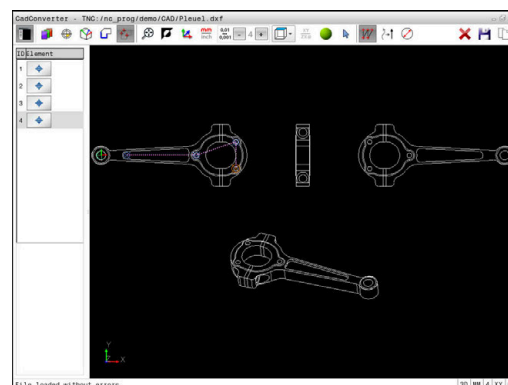 CadConverter - TNC:/nc_prog/demo/CAD/Pleuel.dxf
mm
inch
0,01
0,001
4
ID Element
1
2
3
4
Y
Z
X
File loaded without errors
MM 4 XY